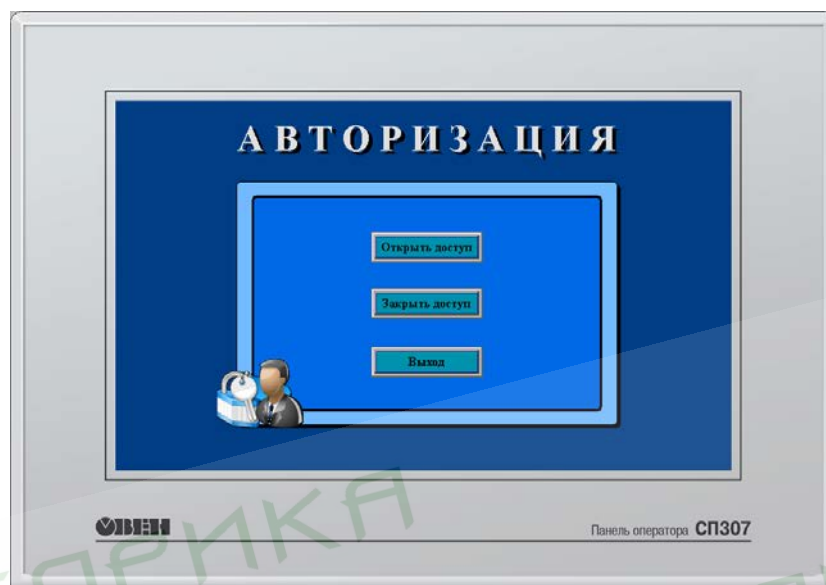 АВТОРИЗАЦИЯ
Открыть доступ
Закрыть доступ
Выход
ОВЕН
Панель оператора СП307